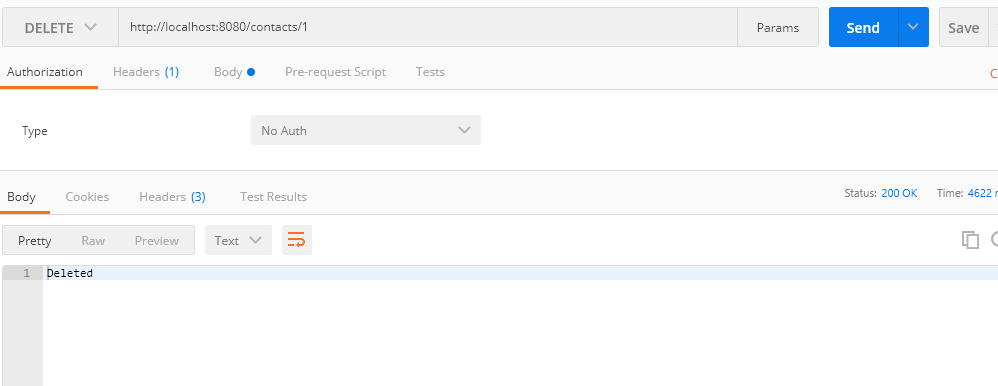 DELETE http://localhost:8080/contacts/1 Params Send Save
Authorization Headers (1) Body Pre-request Script Tests
Type No Auth
Body Cookies Headers (3) Test Results Status: 200 OK Time: 4622
Pretty Raw Preview Text
1 Deleted